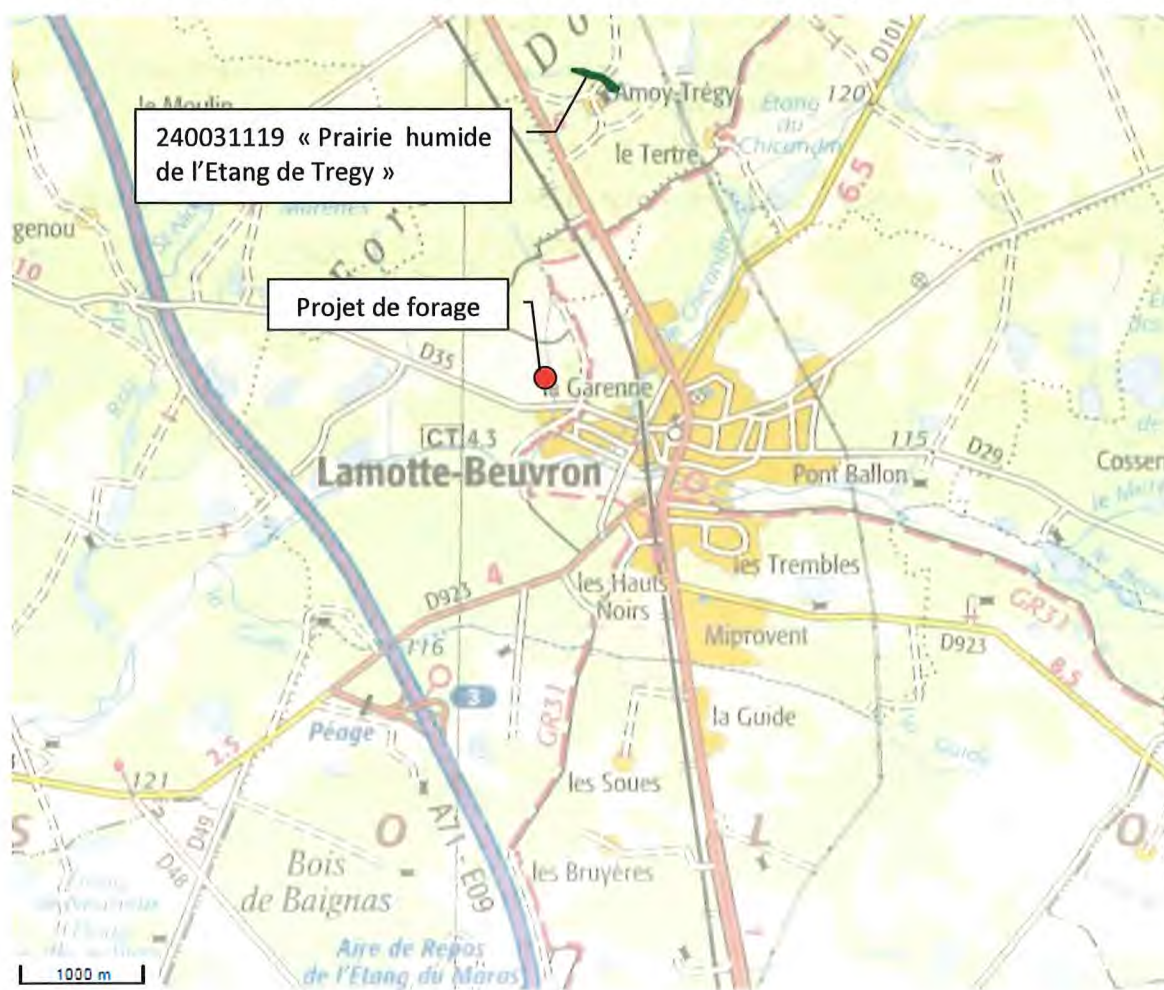 D O
D101
le Moulin
Amoy-Trégy
Etang
du
Chicandin
120
240031119 « Prairie humide
de l'Etang de Tregy »
le Tertre
6.5
genou
10
F o r
Projet de forage
D35
la Garenne
CT 4.3
Lamotte-Beuvron
115
D29
Pont Ballon
Cosser
les Trembles
D923
4
les Hauts
Noirs
GR31
Miprovent
D923
8,5
116
3
Péage
GR31
la Guide
Guide
2.5
les Soues
121
S O L O
A71 - E09
D49
D48
Bois
de Baignas
les Bruyères
Aire de Repos
de l'Etang du Maras
1000 m